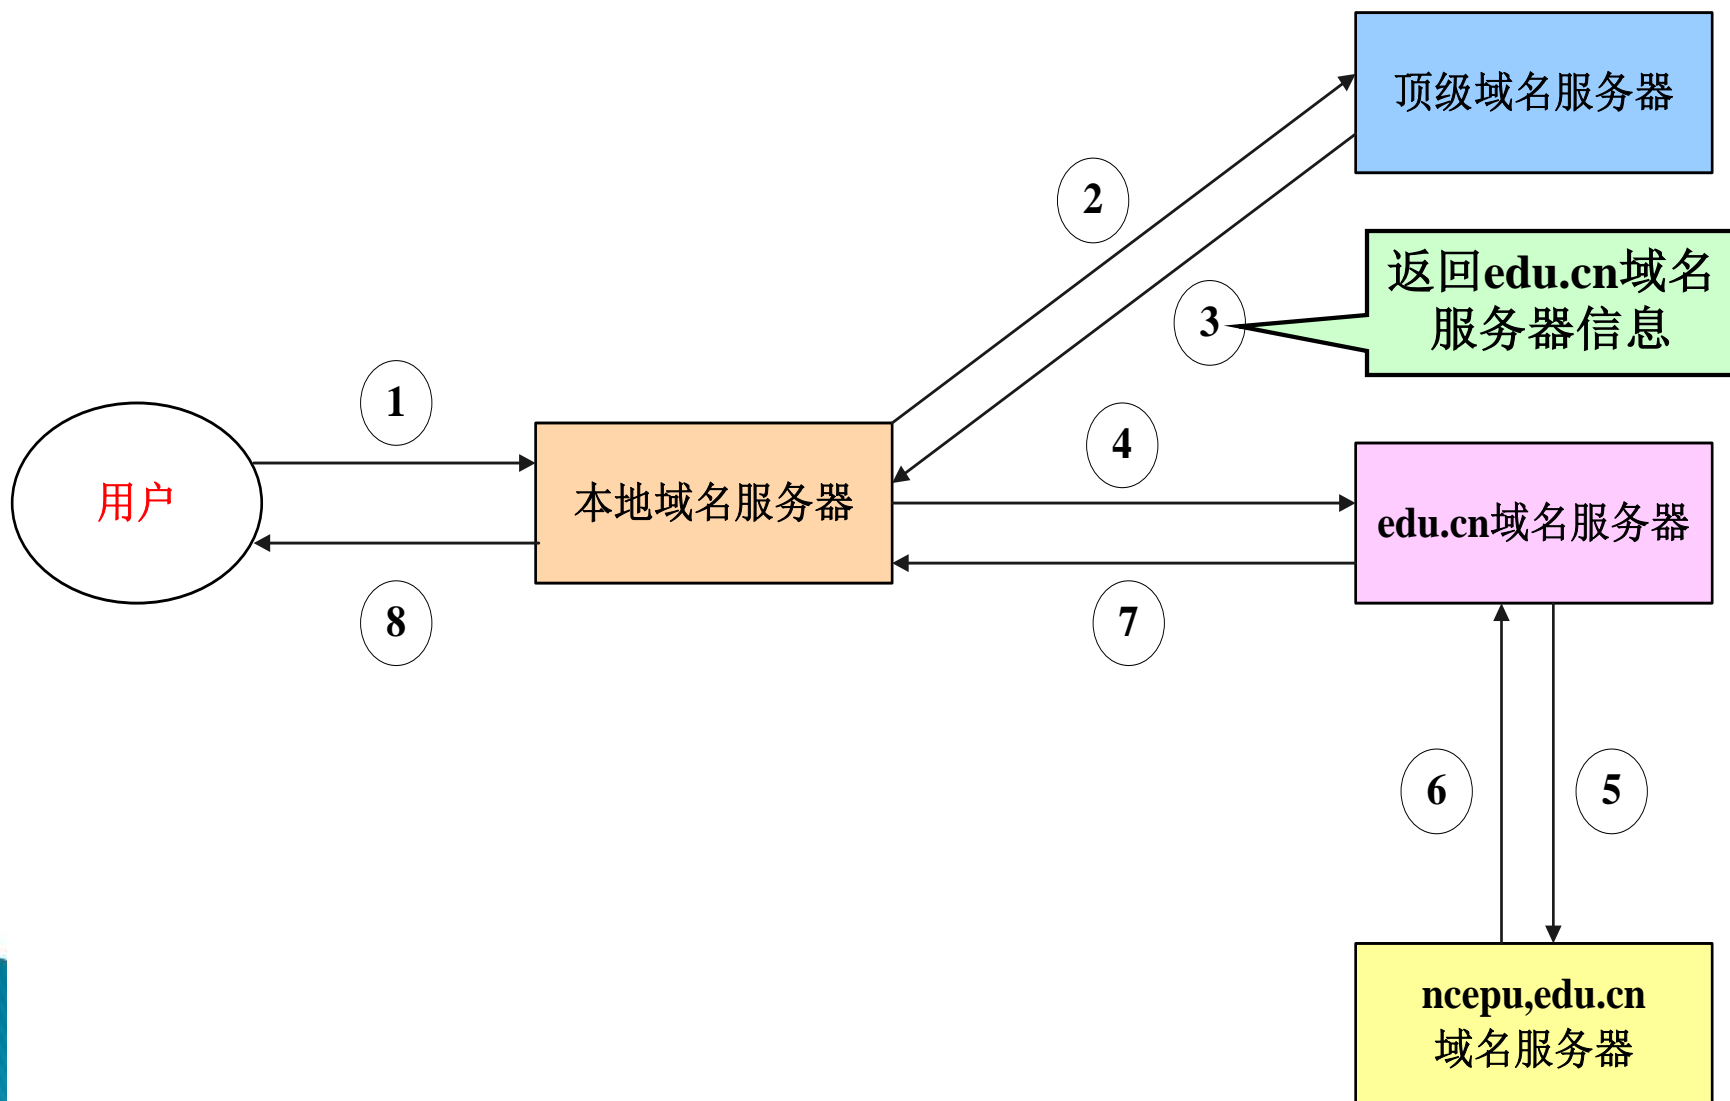 顶级域名服务器
2
返回edu.cn域名
服务器信息
3
1
4
用户
本地域名服务器
edu.cn域名服务器
8
7
6
5
ncepu,edu.cn
域名服务器